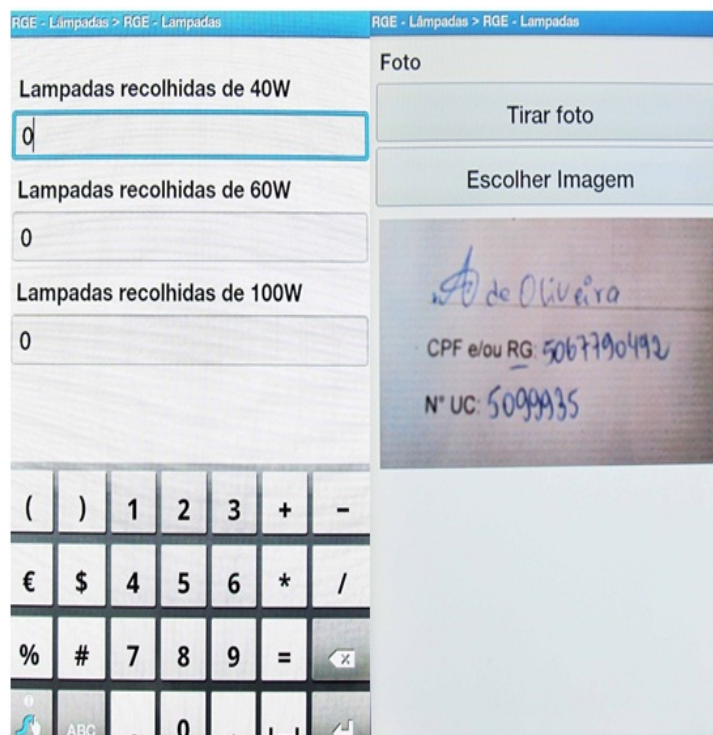 RGE - Lâmpadas > RGE - Lampadas
Lampadas recolhidas de 40W
0
Lampadas recolhidas de 60W
0
Lampadas recolhidas de 100W
0
( ) 1 2 3 + -
€ $ 4 5 6 * /
% # 7 8 9 =
ABC . 0 ,
RGE - Lâmpadas > RGE - Lampadas
Foto
Tirar foto
Escolher Imagem
de Oliveira
CPF e/ou RG: 5067790492
N° UC: 5099935